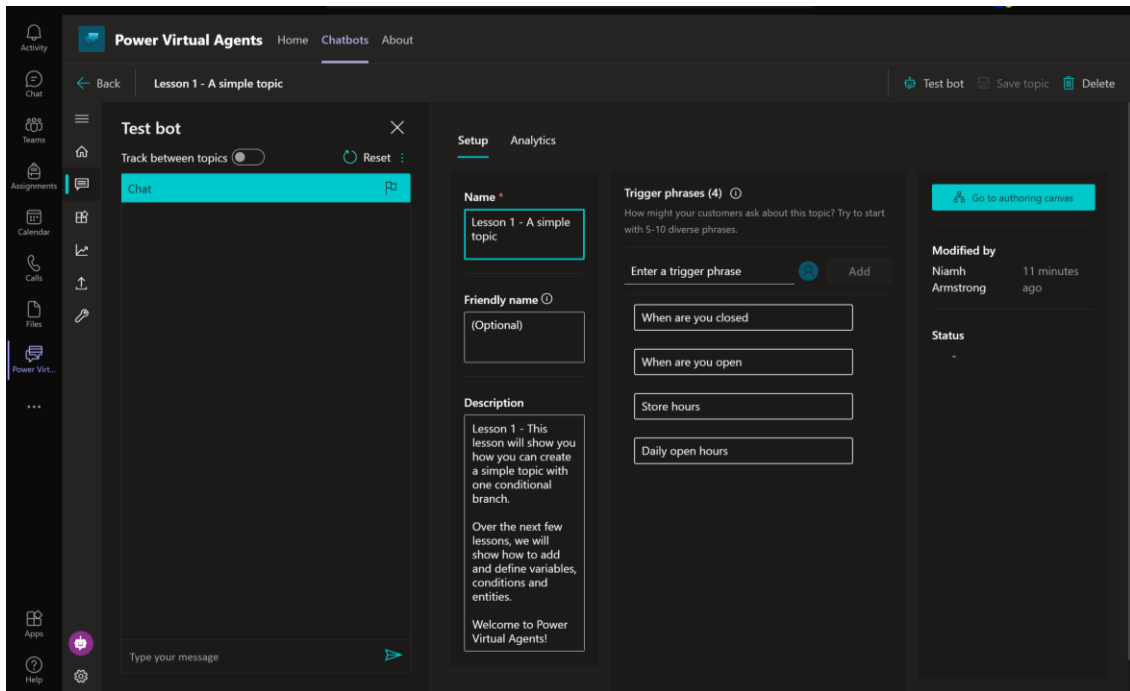 Activity
Chat
Teams
Assignments
Calendar
Calls
Files
Power Virt...
Apps
Help
Power Virtual Agents Home Chatbots About
Back Lesson 1 - A simple topic
Test bot Save topic Delete
Test bot
Track between topics Reset
Chat
Type your message
Setup Analytics
Name *
Lesson 1 - A simple
topic
Friendly name
(Optional)
Description
Lesson 1 - This
lesson will show you
how you can create
a simple topic with
one conditional
branch.
Over the next few
lessons, we will
show how to add
and define variables,
conditions and
entities.
Welcome to Power
Virtual Agents!
Trigger phrases (4)
How might your customers ask about this topic? Try to start
with 5-10 diverse phrases.
Enter a trigger phrase Add
When are you closed
When are you open
Store hours
Daily open hours
Go to authoring canvas
Modified by
Niamh 11 minutes
Armstrong ago
Status
-